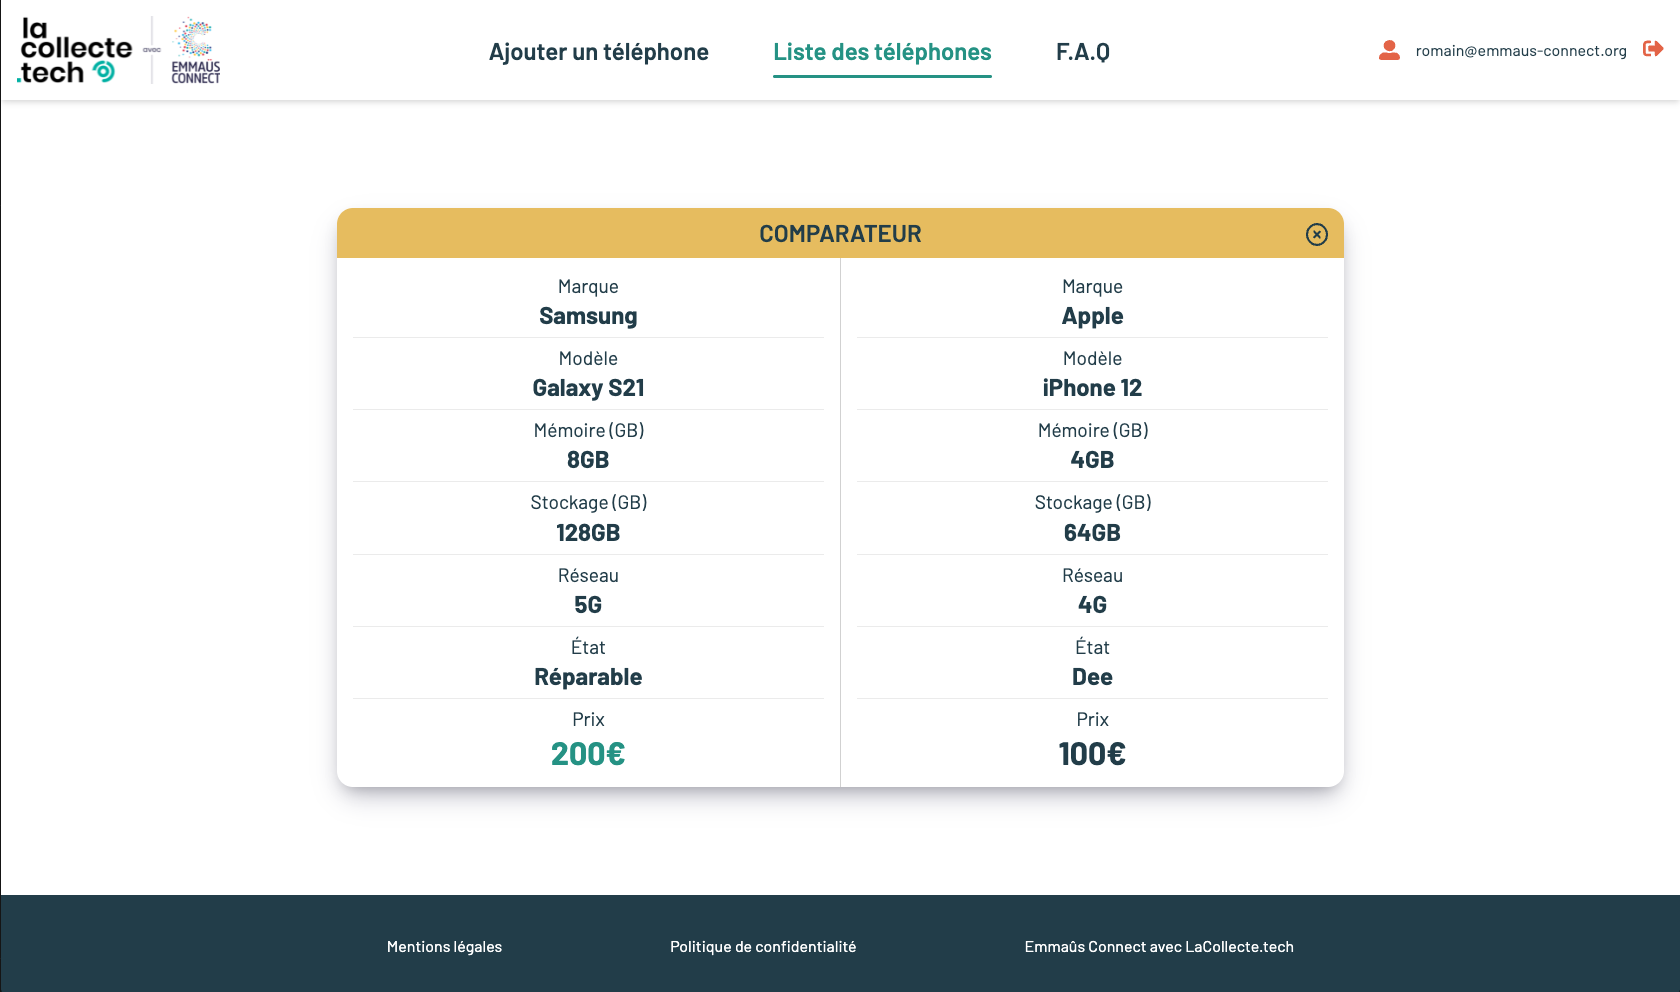 la
collecte
.tech
avec
EMMAÜS
CONNECT
Ajouter un téléphone
Liste des téléphones
F.A.Q
romain@emmaus-connect.org
COMPARATEUR
Marque
Samsung
Modèle
Galaxy S21
Mémoire (GB)
8GB
Stockage (GB)
128GB
Réseau
5G
État
Réparable
Prix
200€
Marque
Apple
Modèle
iPhone 12
Mémoire (GB)
4GB
Stockage (GB)
64GB
Réseau
4G
État
Dee
Prix
100€
Mentions légales
Politique de confidentialité
Emmaûs Connect avec LaCollecte.tech